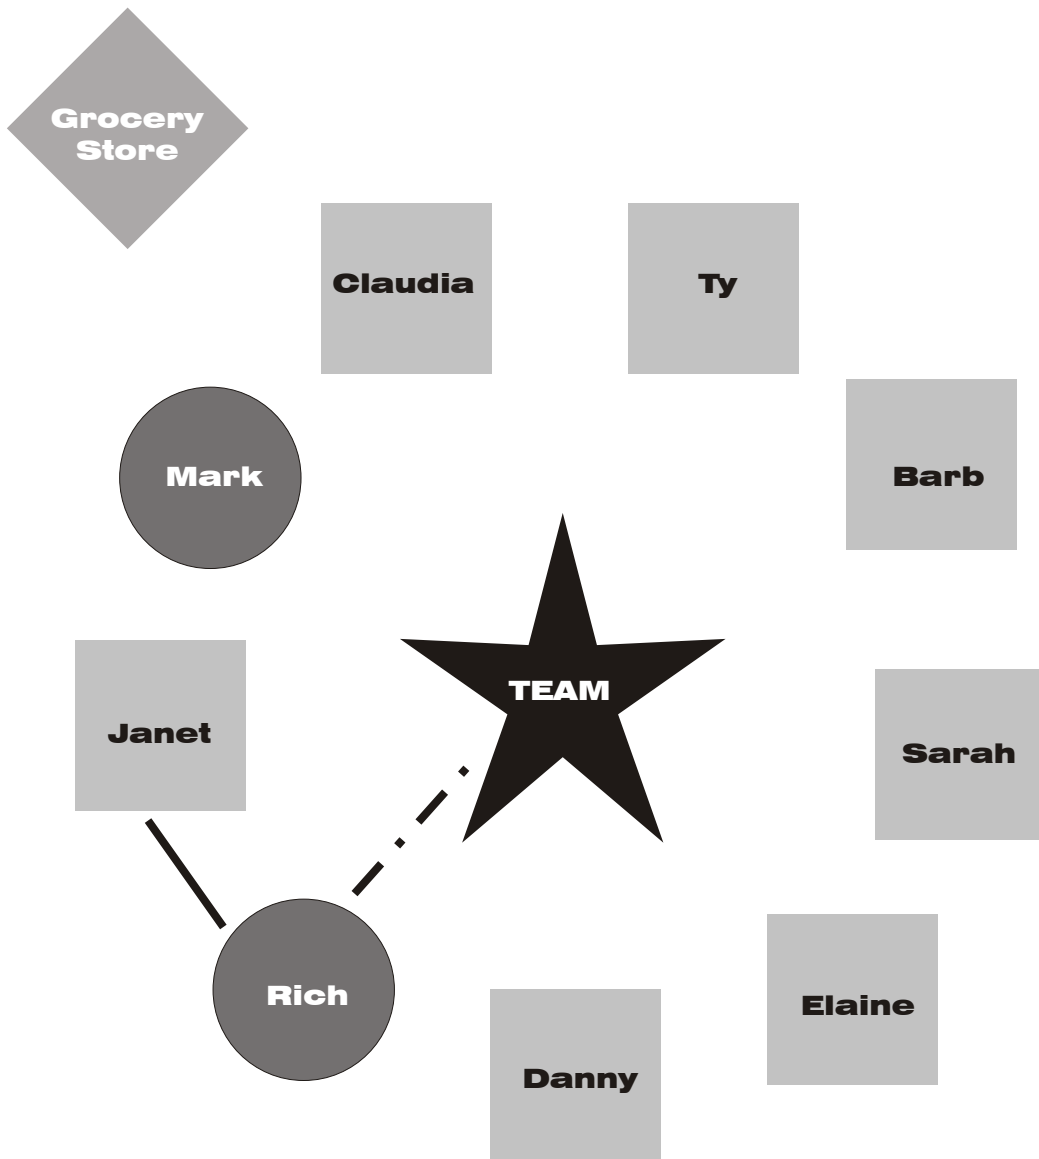 Grocery
Store
Claudia
Ty
Mark
Barb
TEAM
Janet
Sarah
Rich
Elaine
Danny